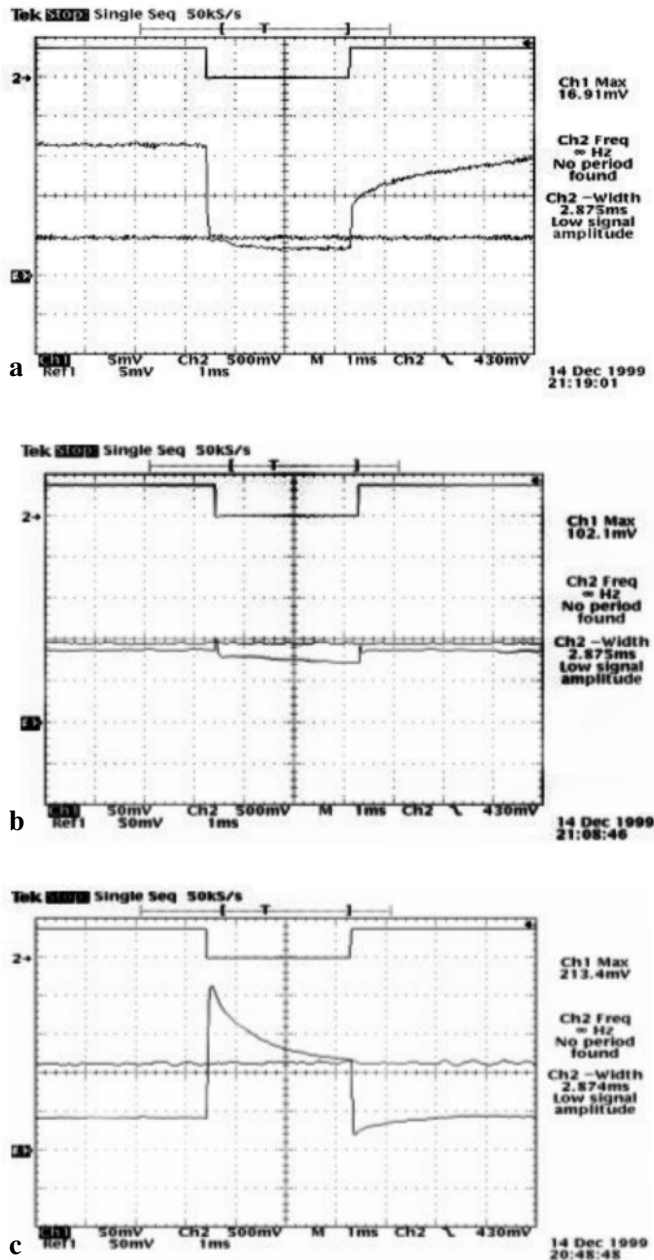 Tek Stop: Single Seq 50kS/s
T
2→
Ch1 Max
16.91mV
Ch2 Freq
∞ Hz
No period
found
Ch2 −Width
2.875ms
Low signal
amplitude
Ch1 5mV Ch2 500mV M 1ms Ch2 430mV
Ref1 5mV 1ms
14 Dec 1999
21:19:01
a
Tek Stop: Single Seq 50kS/s
T
2→
Ch1 Max
102.1mV
Ch2 Freq
∞ Hz
No period
found
Ch2 −Width
2.875ms
Low signal
amplitude
Ch1 50mV Ch2 500mV M 1ms Ch2 430mV
Ref1 50mV 1ms
14 Dec 1999
21:08:46
b
Tek Stop: Single Seq 50kS/s
T
2→
Ch1 Max
213.4mV
Ch2 Freq
∞ Hz
No period
found
Ch2 −Width
2.874ms
Low signal
amplitude
Ch1 50mV Ch2 500mV M 1ms Ch2 430mV
Ref1 50mV 1ms
14 Dec 1999
20:48:48
c